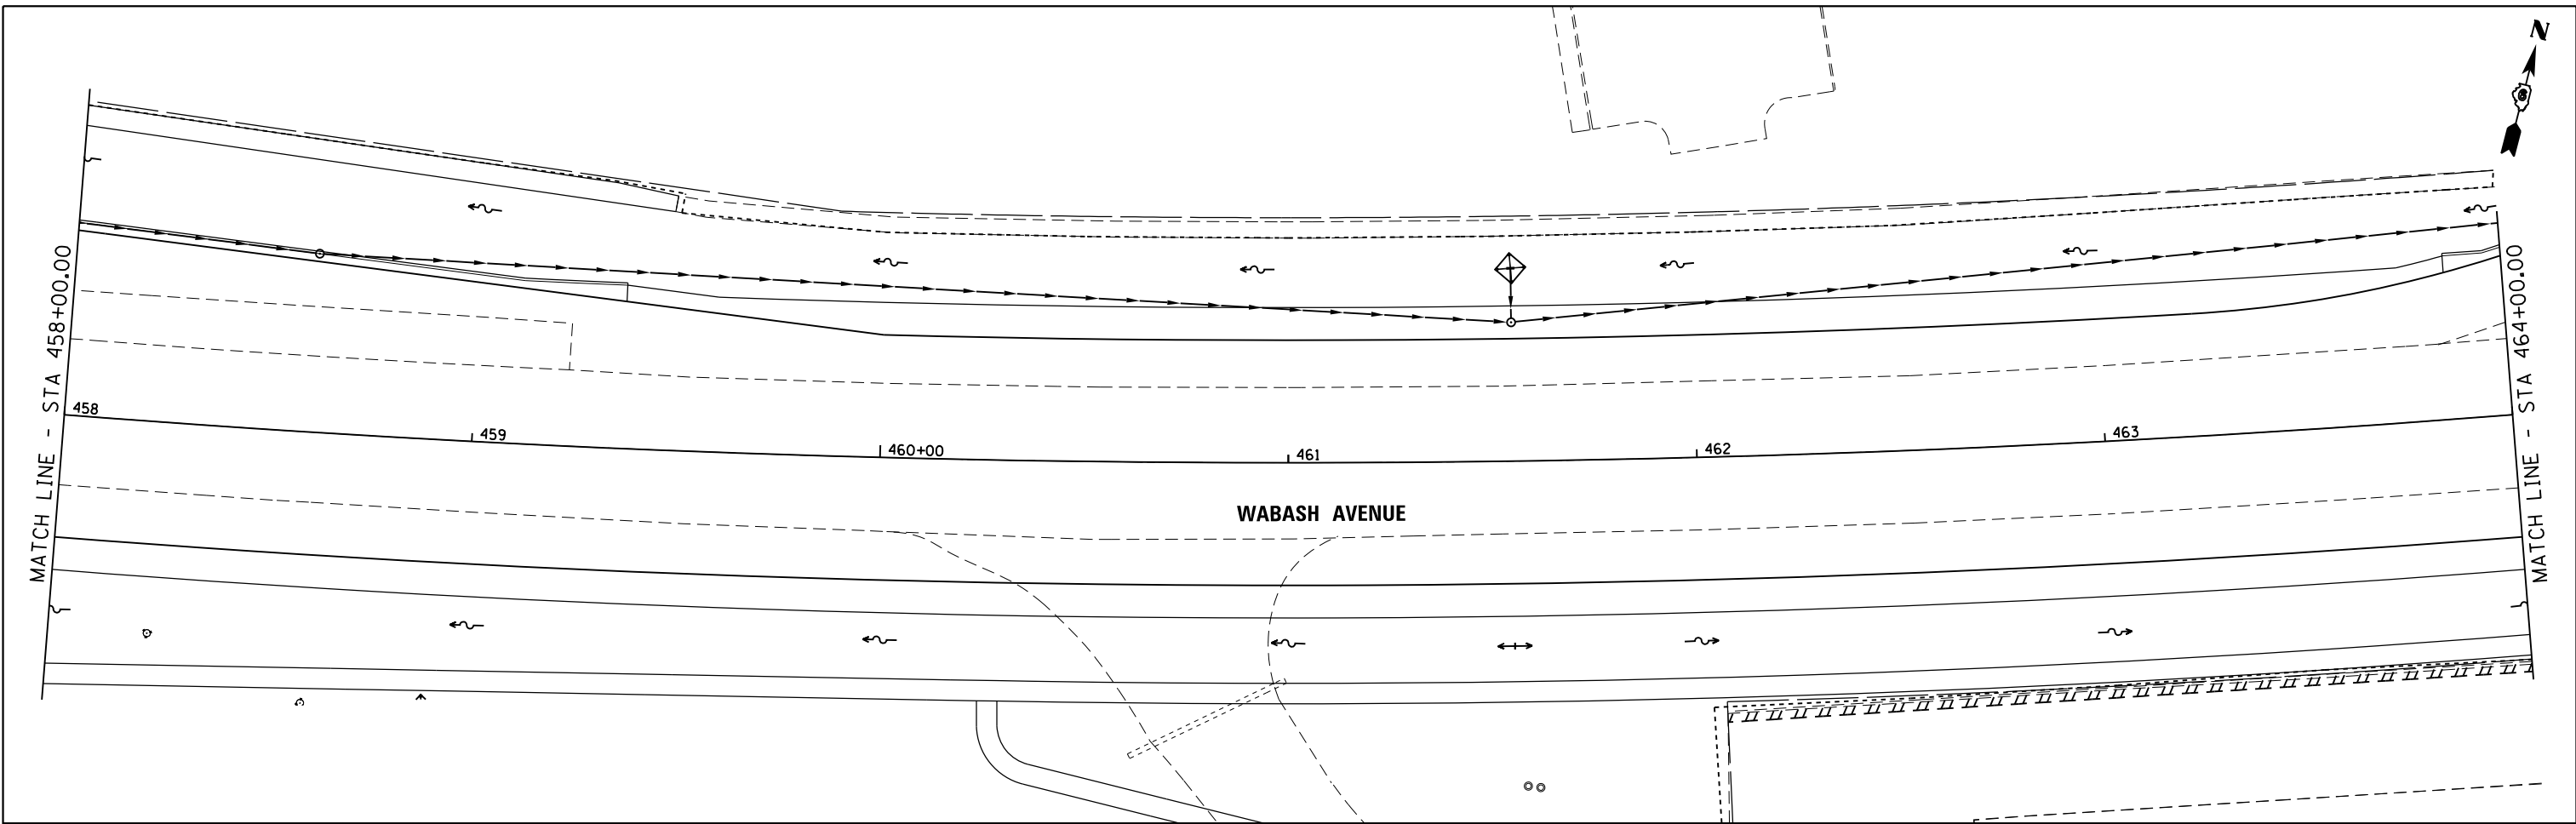 N
MATCH LINE - STA 458+00.00
MATCH LINE - STA 464+00.00
458
459
460+00
461
462
463
WABASH AVENUE